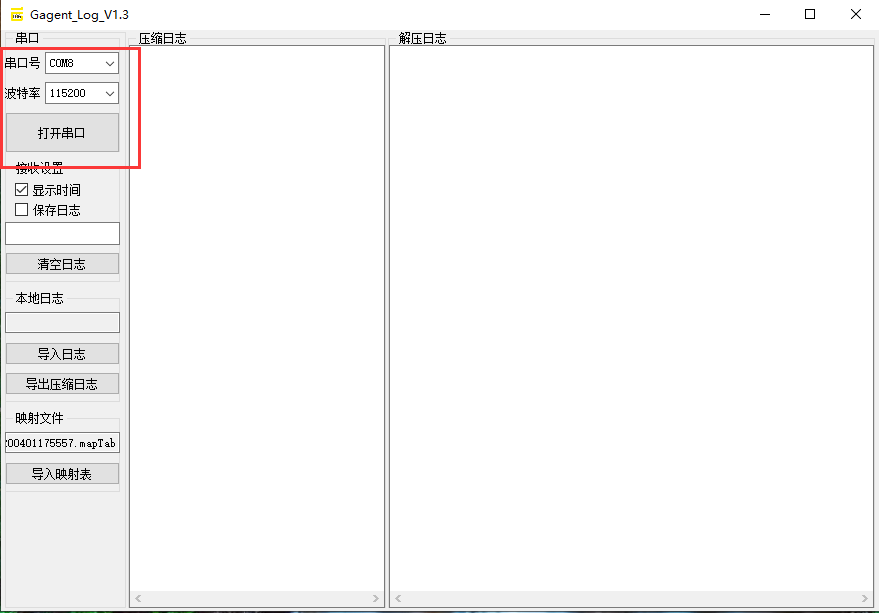 Gagent_Log_V1.3
串口
串口号 COM8
波特率 115200
打开串口
接收设置
显示时间
保存日志
清空日志
本地日志
导入日志
导出压缩日志
映射文件
200401175557.mapTab
导入映射表
压缩日志
解压日志